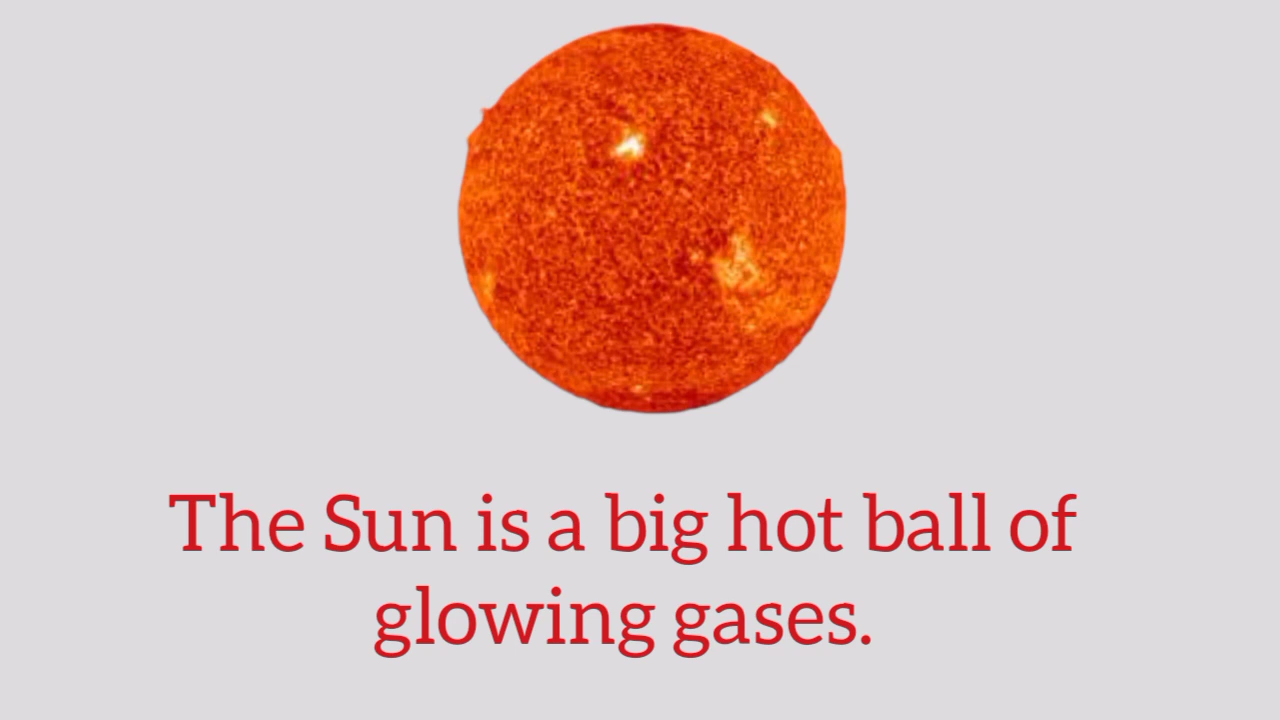 The Sun is a big hot ball of
glowing gases.